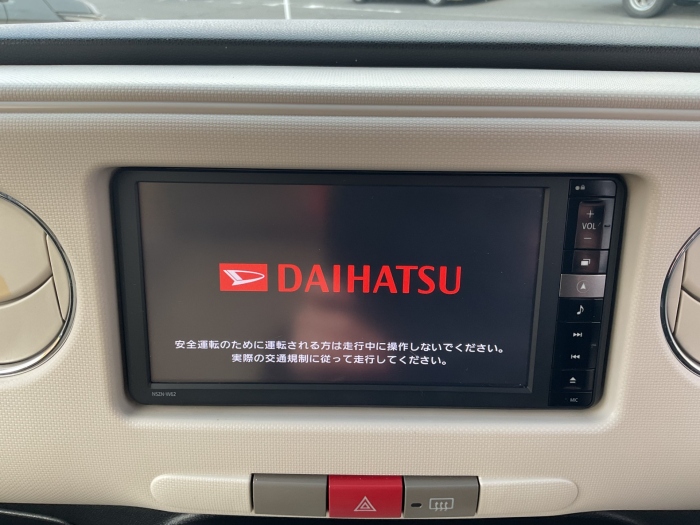 DAIHATSU
安全運転のために運転される方は走行中に操作しないでください。
実際の交通規制に従って走行してください。
NSZN-W62
+
VOL
−
MIC